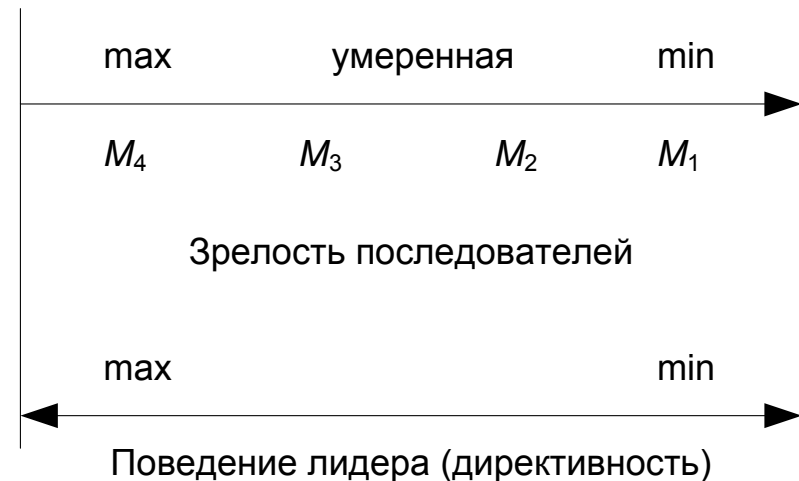 max умеренная min
M₄ M₃ M₂ M₁
Зрелость последователей
max min
Поведение лидера (директивность)